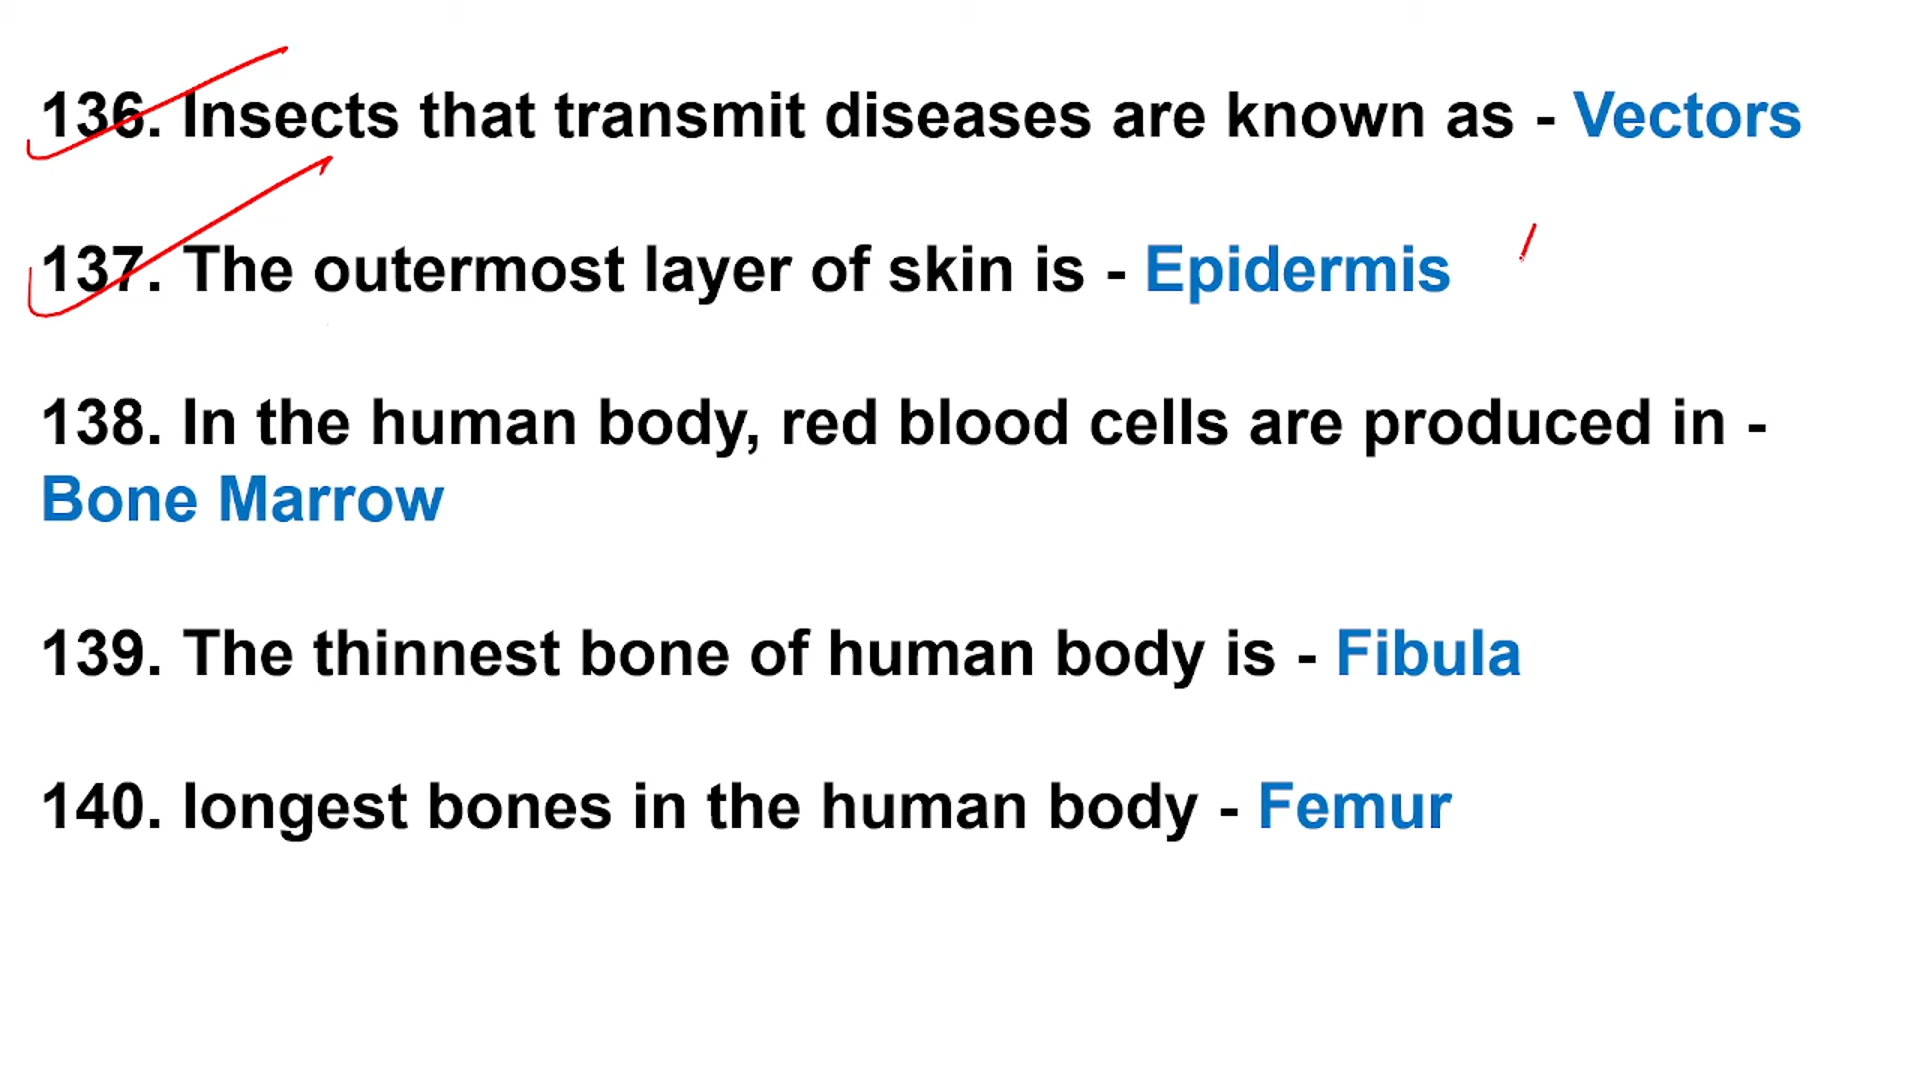 136. Insects that transmit diseases are known as - Vectors
137. The outermost layer of skin is - Epidermis
138. In the human body, red blood cells are produced in -
Bone Marrow
139. The thinnest bone of human body is - Fibula
140. longest bones in the human body - Femur